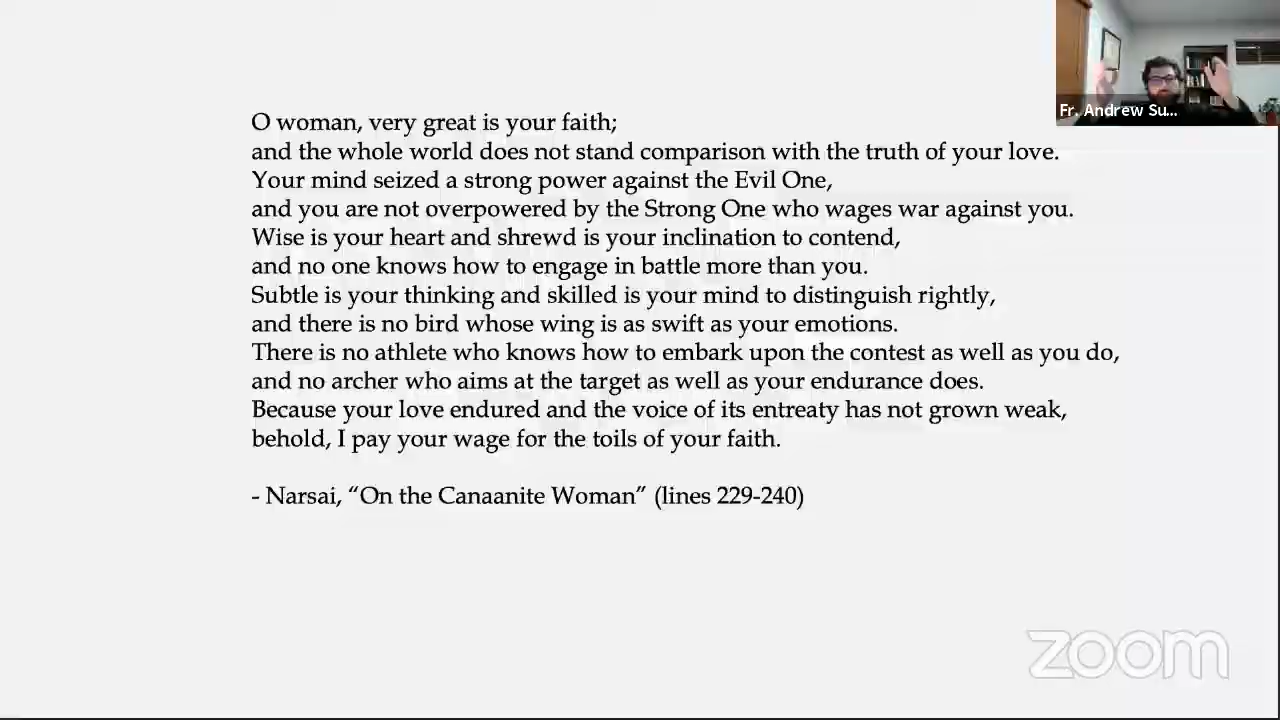 O woman, very great is your faith;
and the whole world does not stand comparison with the truth of your love.
Your mind seized a strong power against the Evil One,
and you are not overpowered by the Strong One who wages war against you.
Wise is your heart and shrewd is your inclination to contend,
and no one knows how to engage in battle more than you.
Subtle is your thinking and skilled is your mind to distinguish rightly,
and there is no bird whose wing is as swift as your emotions.
There is no athlete who knows how to embark upon the contest as well as you do,
and no archer who aims at the target as well as your endurance does.
Because your love endured and the voice of its entreaty has not grown weak,
behold, I pay your wage for the toils of your faith.
- Narsai, “On the Canaanite Woman” (lines 229-240)
Fr. Andrew Su...
zoom